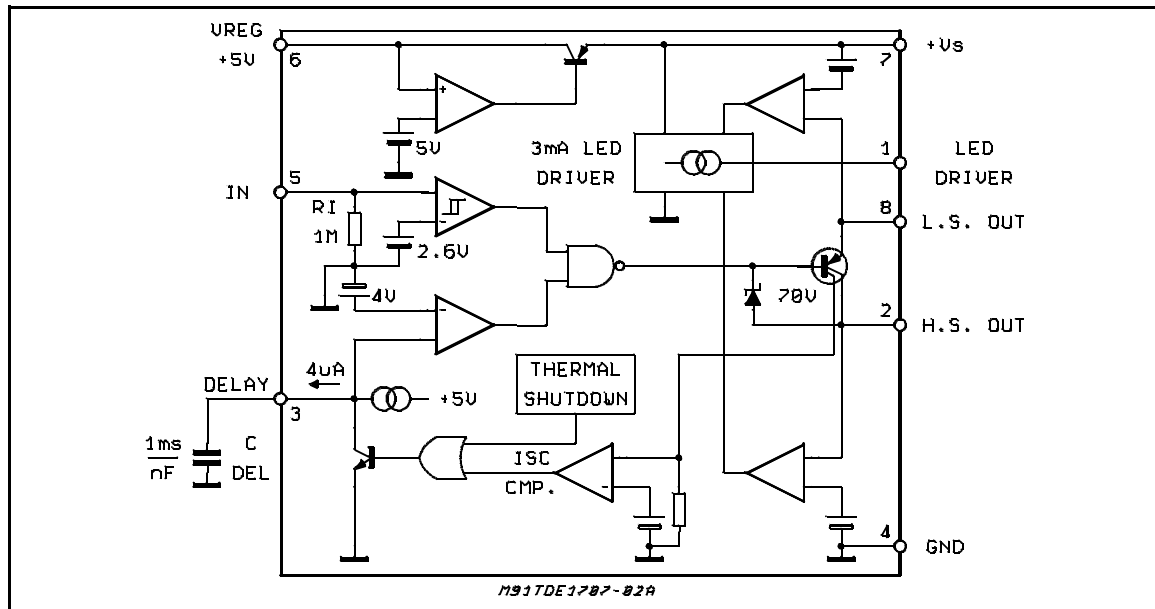 VREG
+5V
6
7
+Vs
+
5V
3mA LED
DRIVER
1
LED
DRIVER
IN
5
RI
1M
-
2.6V
8
L.S. OUT
4V
70V
2
H.S. OUT
-
4uA
DELAY
3
+5V
THERMAL
SHUTDOWN
1ms
nF
C
DEL
ISC
CMP.
-
4
GND
M91TDE1787-02A